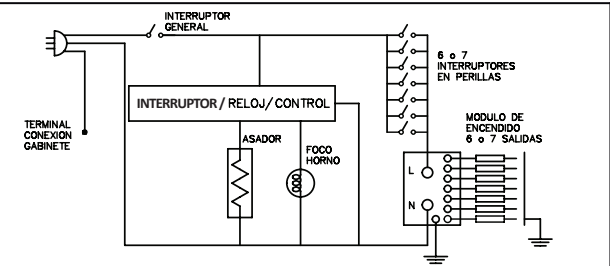 INTERRUPTOR
GENERAL
6 o 7
INTERRUPTORES
EN PERILLAS
INTERRUPTOR / RELOJ/ CONTROL
TERMINAL
CONEXION
GABINETE
ASADOR
FOCO
HORNO
MODULO DE
ENCENDIDO
6 o 7 SALIDAS
L
N